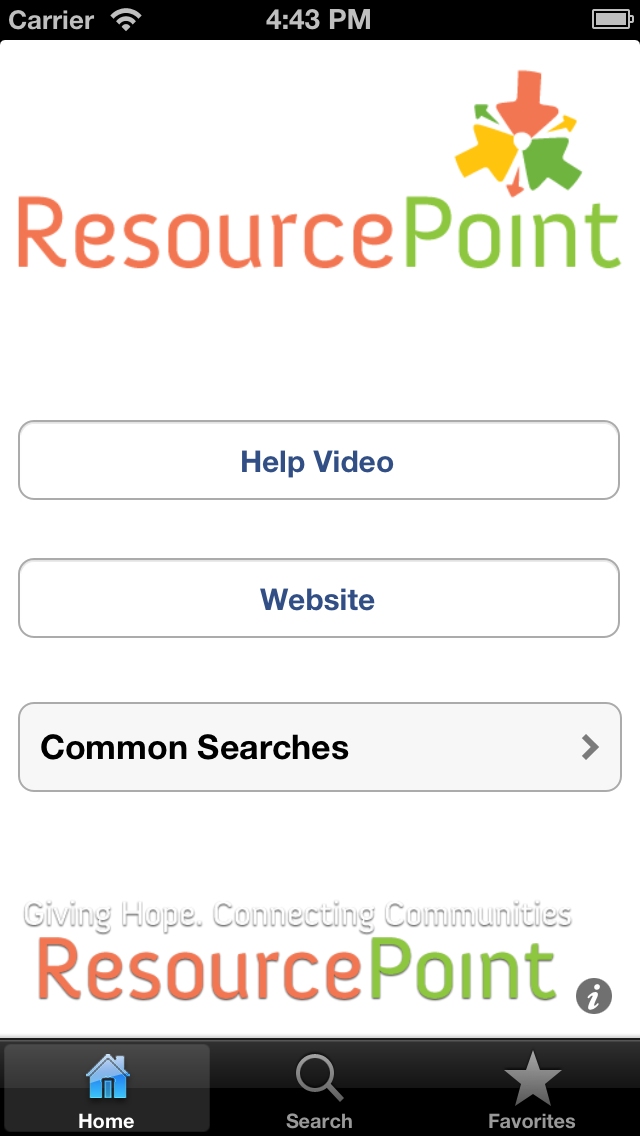 Carrier 4:43 PM
ResourcePoint
Help Video
Website
Common Searches
Giving Hope. Connecting Communities
ResourcePoint
i
Home Search Favorites